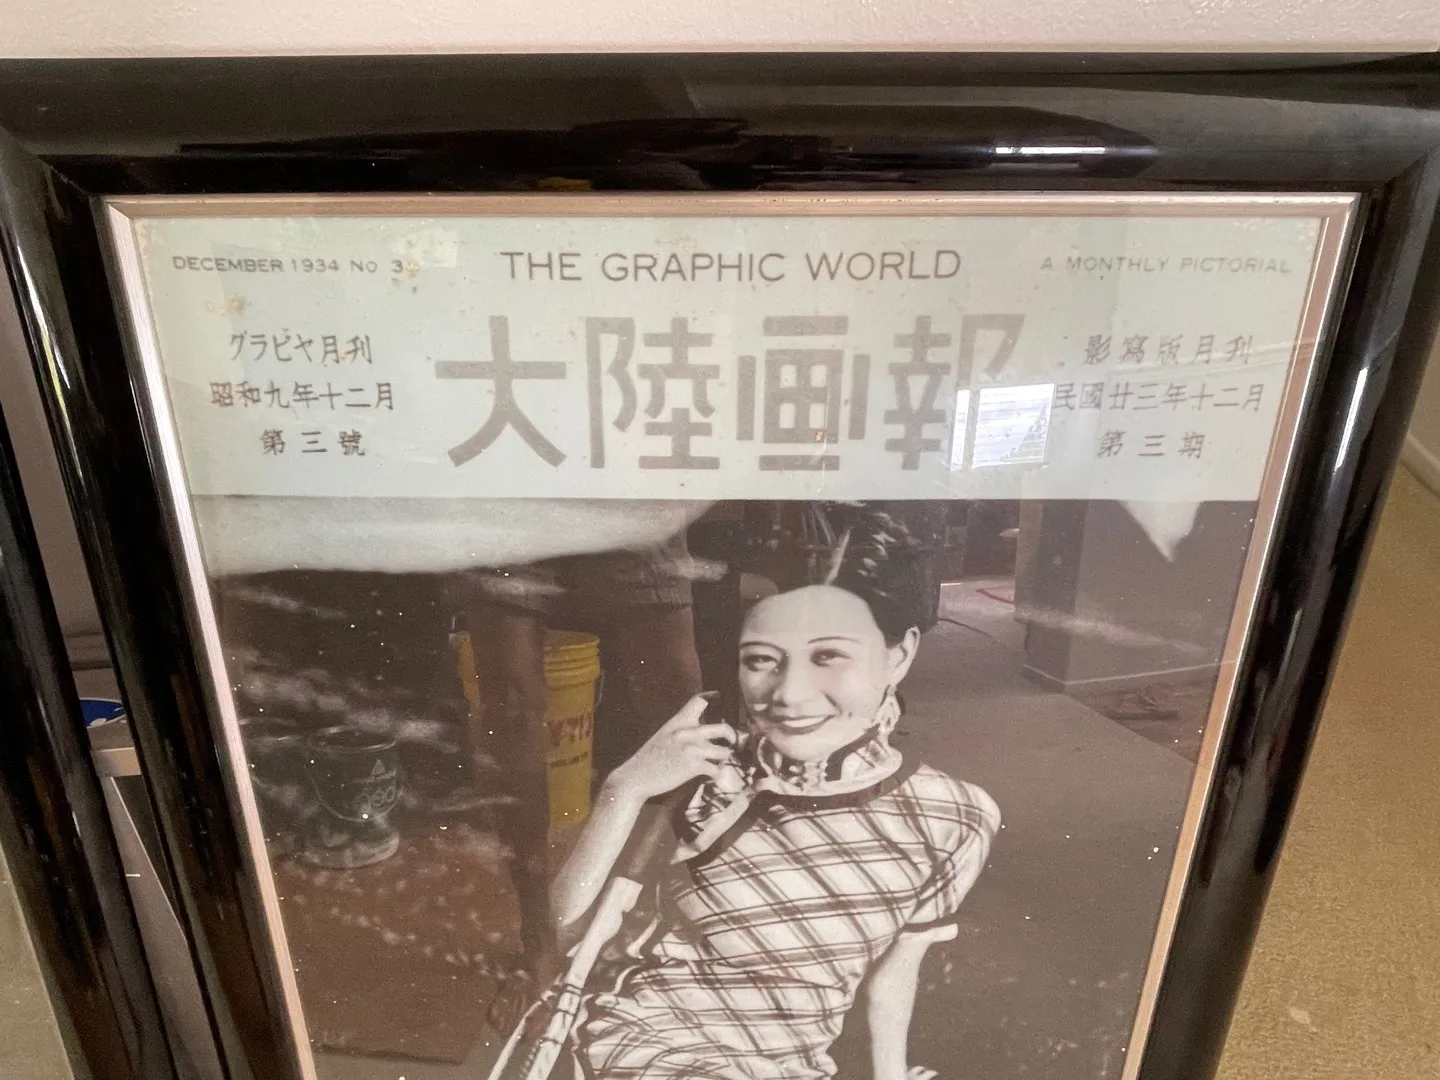 DECEMBER 1934 No 3
THE GRAPHIC WORLD
A MONTHLY PICTORIAL
グラビヤ月刋
昭和九年十二月
第三號
大陸画報
影寫版月刋
民國廿三年十二月
第三期